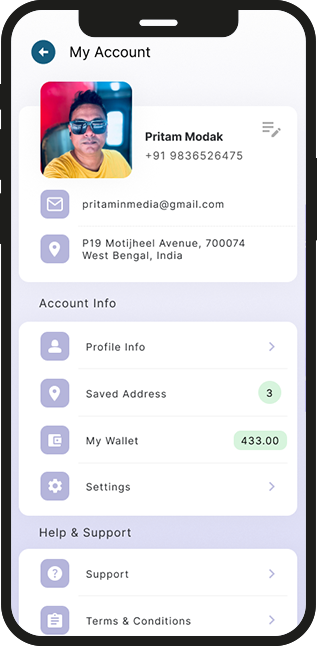 My Account
Pritam Modak
+91 9836526475
pritaminmedia@gmail.com
P19 Motijheel Avenue, 700074
West Bengal, India
Account Info
Profile Info
Saved Address 3
My Wallet 433.00
Settings
Help & Support
Support
Terms & Conditions